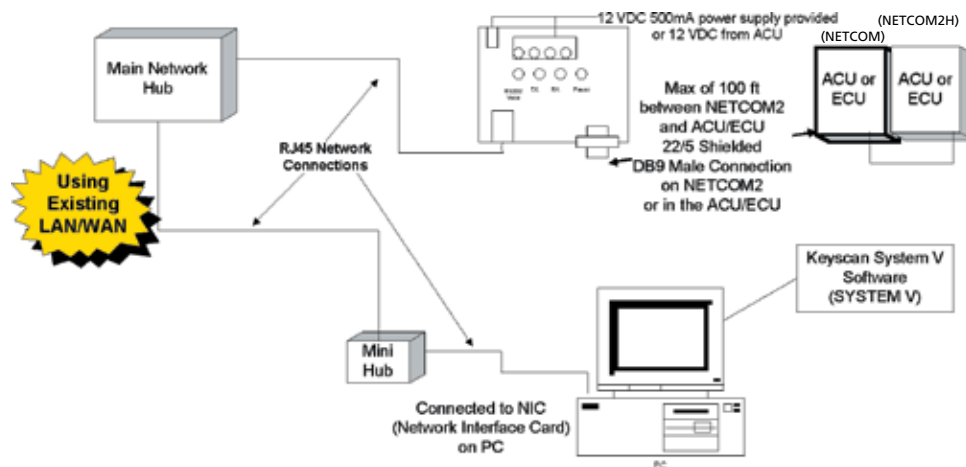 12 VDC 500mA power supply provided
or 12 VDC from ACU
(NETCOM2H)
(NETCOM)
Main Network
Hub
ACU or
ECU
ACU or
ECU
Max of 100 ft
between NETCOM2
and ACU/ECU
22/5 Shielded
DB9 Male Connection
on NETCOM2
or in the ACU/ECU
RJ45 Network
Connections
Using
Existing
LAN/WAN
Keyscan System V
Software
(SYSTEM V)
Mini
Hub
Connected to NIC
(Network Interface Card)
on PC
PC